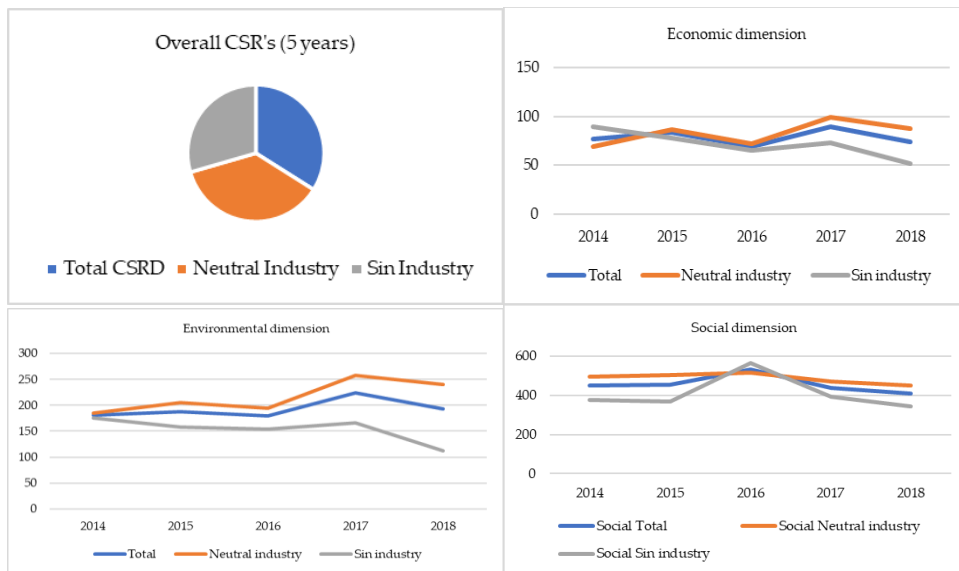 Overall CSR's (5 years)
Total CSRD Neutral Industry Sin Industry
Economic dimension
150
100
50
0
2014 2015 2016 2017 2018
Total Neutral industry Sin industry
Environmental dimension
300
250
200
150
100
50
0
2014 2015 2016 2017 2018
Total Neutral industry Sin industry
Social dimension
600
400
200
0
2014 2015 2016 2017 2018
Social Total Social Neutral industry
Social Sin industry